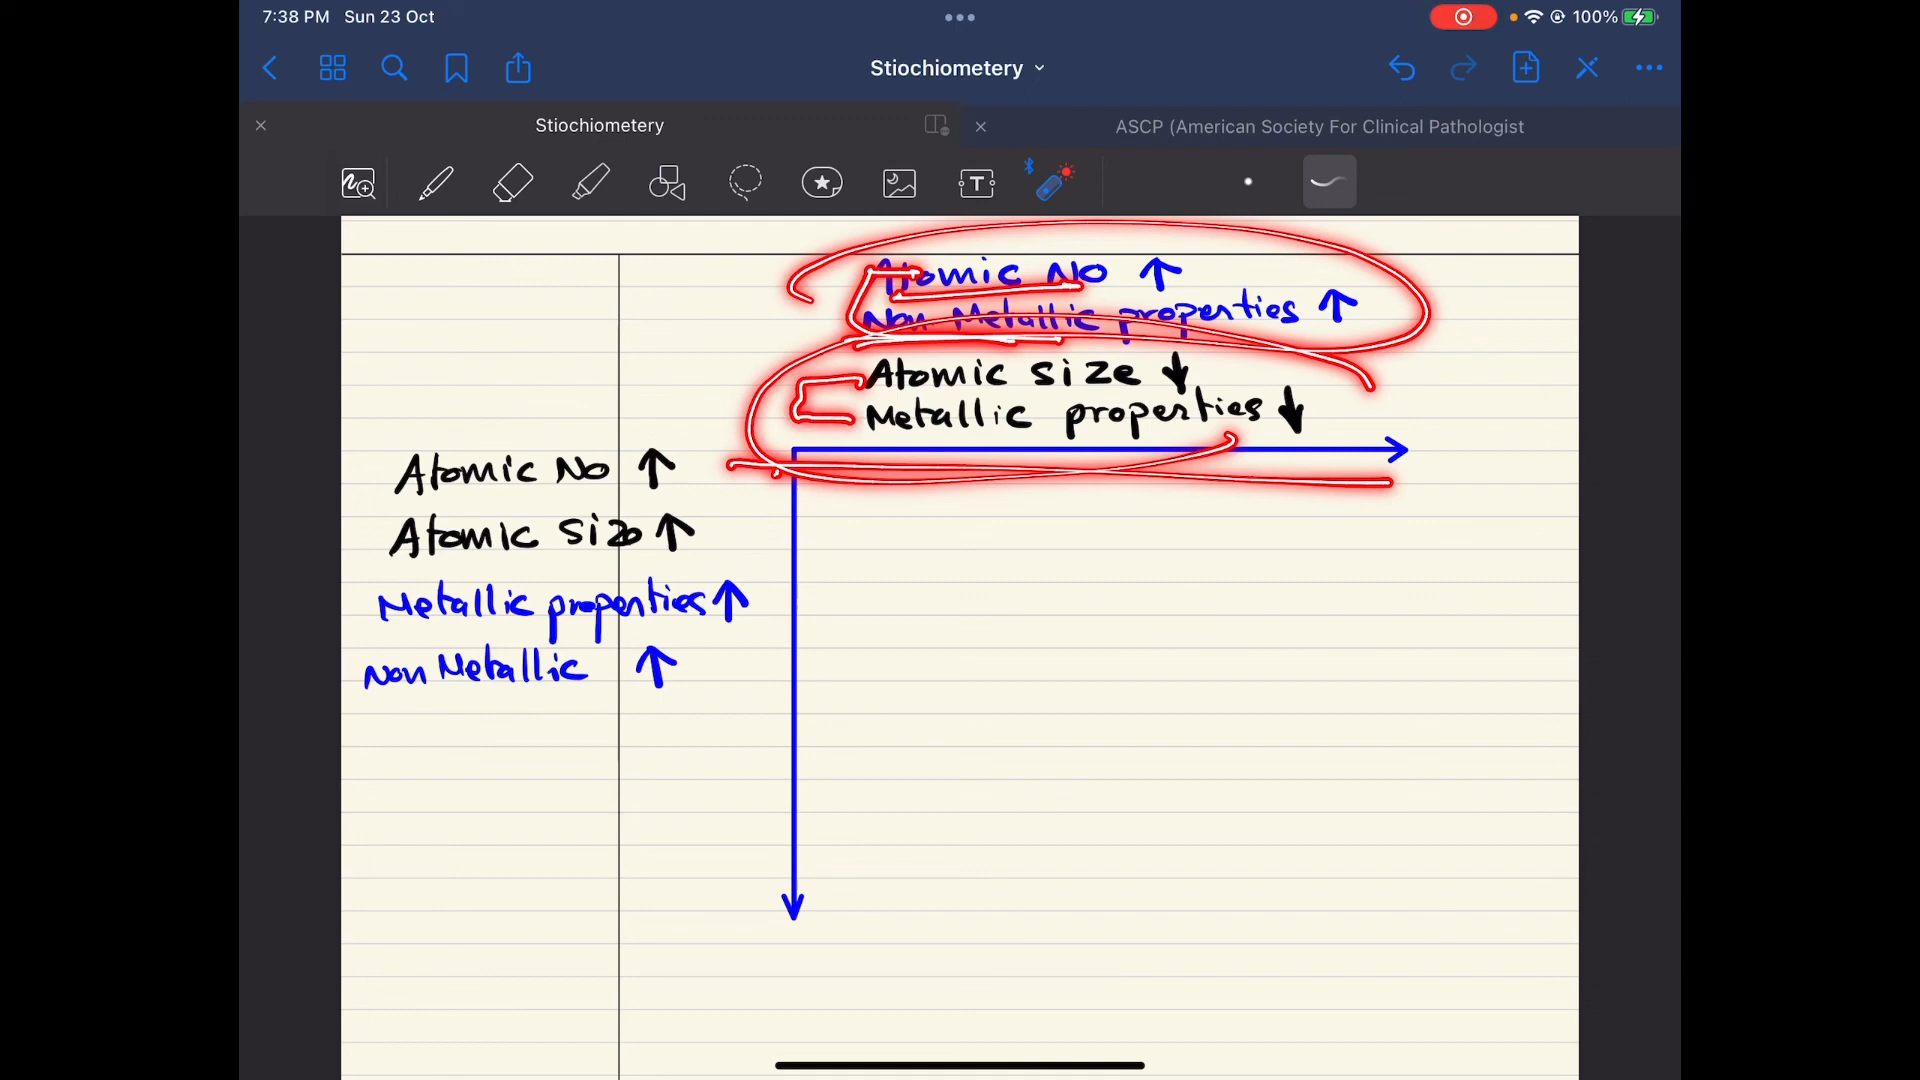 7:38 PM Sun 23 Oct
100%
Stiochiometery
Stiochiometery
ASCP (American Society For Clinical Pathologist
T
Atomic NO ↑
Non Metallic properties ↑
Atomic size ↓
Metallic properties ↓
Atomic No ↑
Atomic Size ↑
Metallic properties ↑
Non Metallic ↑